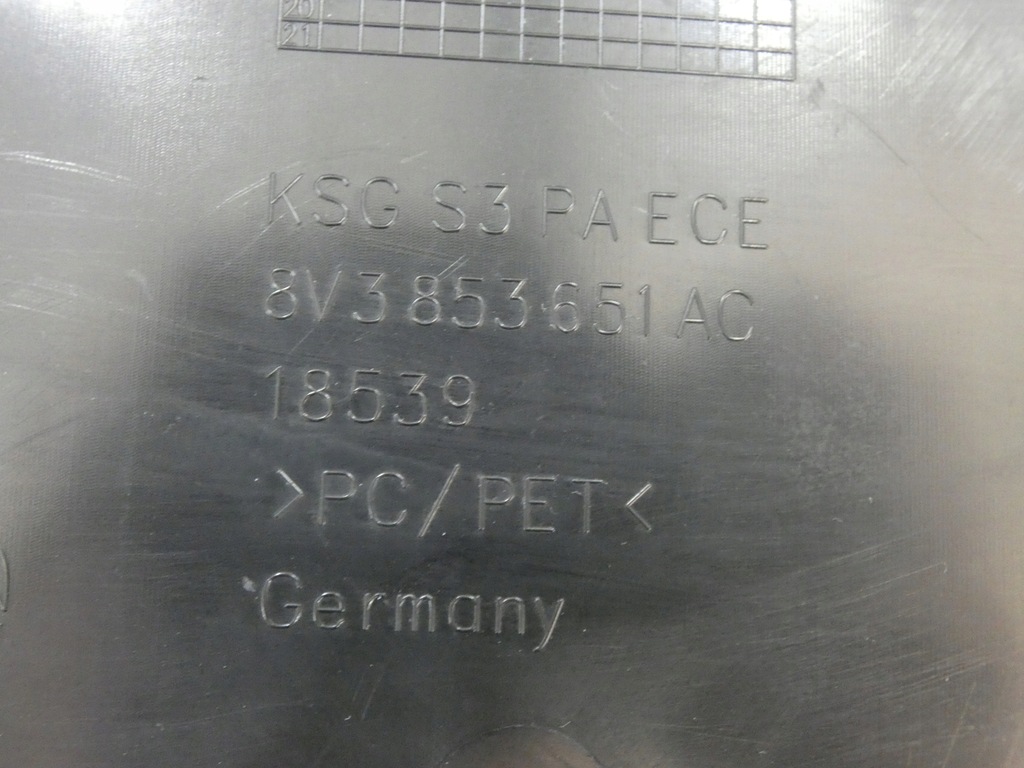 20
21
KSG S3 PA ECE
8V3 853 651 AC
18539
>PC/PET<
Germany